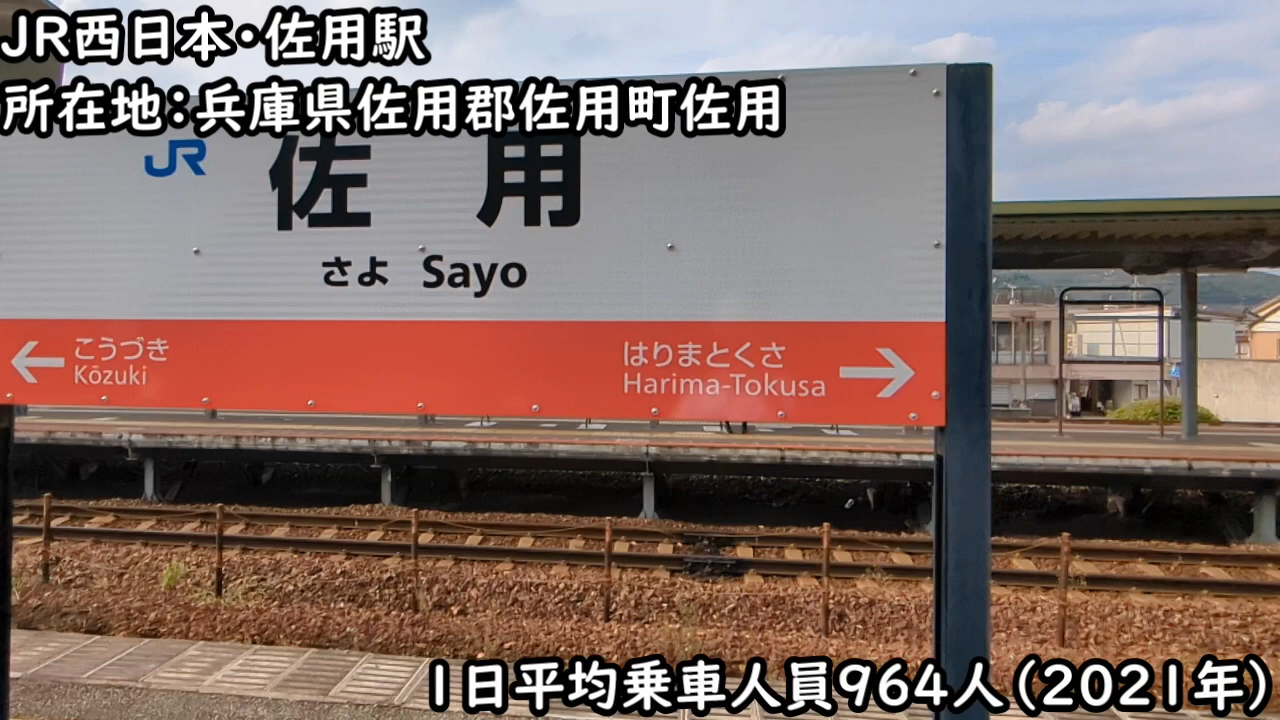 JR西日本・佐用駅
所在地：兵庫県佐用郡佐用町佐用
JR
佐用
さよ Sayo
← こうづき
Kōzuki
はりまとくさ →
Harima-Tokusa
1日平均乗車人員964人（2021年）